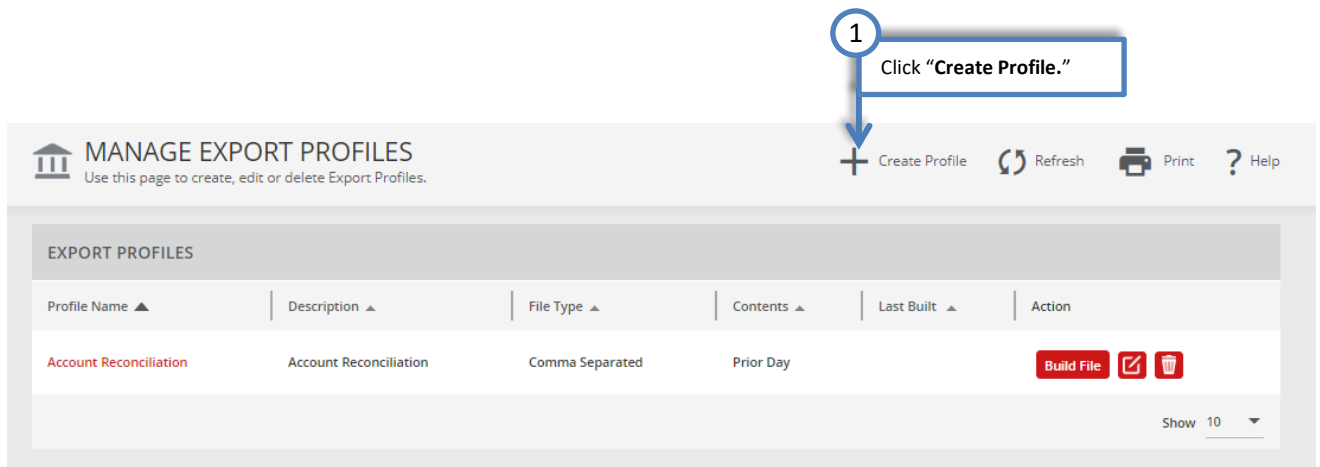 1
Click “Create Profile.”
MANAGE EXPORT PROFILES
Use this page to create, edit or delete Export Profiles.
Create Profile Refresh Print ? Help
EXPORT PROFILES
Profile Name Description File Type Contents Last Built Action
Account Reconciliation Account Reconciliation Comma Separated Prior Day Build File
Show 10